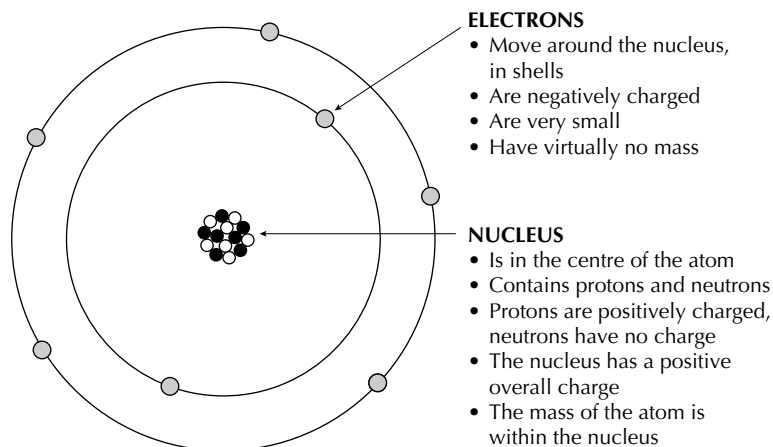 ELECTRONS
• Move around the nucleus,
in shells
• Are negatively charged
• Are very small
• Have virtually no mass
NUCLEUS
• Is in the centre of the atom
• Contains protons and neutrons
• Protons are positively charged,
neutrons have no charge
• The nucleus has a positive
overall charge
• The mass of the atom is
within the nucleus